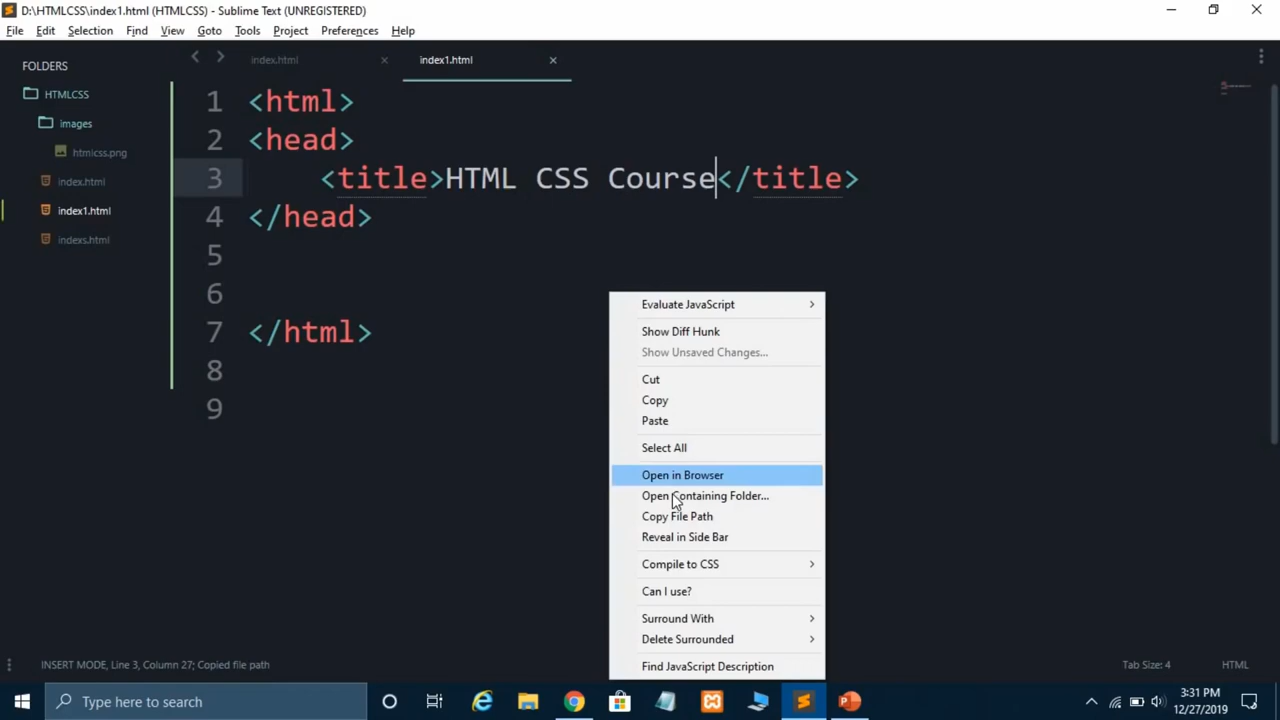 D:\HTMLCSS\index1.html (HTMLCSS) - Sublime Text (UNREGISTERED)
File Edit Selection Find View Goto Tools Project Preferences Help
FOLDERS
HTMLCSS
images
htmlcss.png
index.html
index1.html
indexs.html
index.html
index1.html
1 <html>
2 <head>
3 <title>HTML CSS Course</title>
4 </head>
5
6
7 </html>
8
9
Evaluate JavaScript
Show Diff Hunk
Show Unsaved Changes...
Cut
Copy
Paste
Select All
Open in Browser
Open Containing Folder...
Copy File Path
Reveal in Side Bar
Compile to CSS
Can I use?
Surround With
Delete Surrounded
Find JavaScript Description
INSERT MODE, Line 3, Column 27; Copied file path
Tab Size: 4
HTML
Type here to search
3:31 PM
12/27/2019